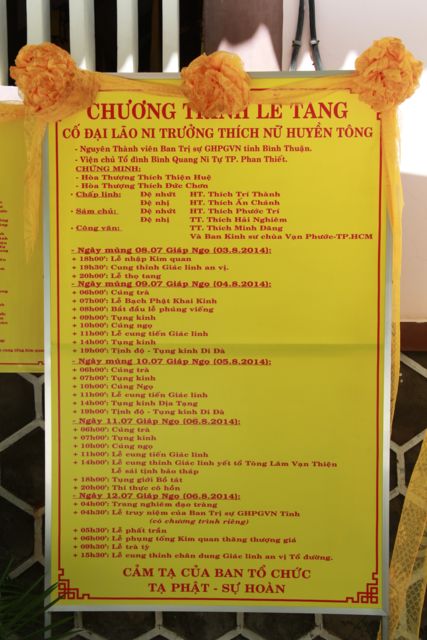 CHƯƠNG TRÌNH LỄ TANG
CỐ ĐẠI LÃO NI TRƯỞNG THÍCH NỮ HUYỀN TÔNG
- Nguyên Thành viên Ban Trị sự GHPGVN tỉnh Bình Thuận.
- Viện chủ Tổ đình Bình Quang Ni Tự TP. Phan Thiết.
CHỨNG MINH:
- Hòa Thượng Thích Thiện Huệ
- Hòa Thượng Thích Đức Chơn
- Chấp linh: Đệ nhứt HT. Thích Trí Thành
Đệ nhị HT. Thích Ấn Chánh
- Sám chủ: Đệ nhứt HT. Thích Phước Trí
Đệ nhị TT. Thích Hải Nghiêm
- Công văn: TT. Thích Minh Đăng
Và Ban Kinh sư chùa Vạn Phước-TP.HCM
- Ngày mùng 08.07 Giáp Ngọ (03.8.2014):
+ 18h00': Lễ nhập Kim quan
+ 19h30': Cung thỉnh Giác linh an vị.
+ 20h00': Lễ thọ tang
- Ngày mùng 09.07 Giáp Ngọ (04.8.2014):
+ 06h00': Cúng trà
+ 07h00': Lễ Bạch Phật Khai Kinh
+ 08h00': Bắt đầu lễ phúng viếng
+ 09h00': Tụng kinh
+ 10h00': Cúng ngọ
+ 11h00': Lễ cung tiến Giác linh
+ 14h00': Tụng kinh
+ 19h00': Tịnh độ - Tụng kinh Di Đà
- Ngày mùng 10.07 Giáp Ngọ (05.8.2014):
+ 06h00': Cúng trà
+ 07h00': Tụng kinh
+ 10h00': Cúng Ngọ
+ 11h00': Lễ cung tiến Giác linh
+ 14h00': Tụng kinh Địa Tạng
+ 19h00': Tịnh độ - Tụng kinh Di Đà
- Ngày 11.07 Giáp Ngọ (06.8.2014):
+ 06h00': Cúng trà
+ 07h00': Tụng kinh
+ 10h00': Cúng ngọ
+ 11h00': Lễ cung tiến Giác linh
+ 14h00': Lễ cung thỉnh Giác linh yết tổ Tòng Lâm Vạn Thiện
Lễ sái tịnh bảo tháp
+ 18h00': Tụng giới Bồ tát
+ 20h00': Thí thực cô hồn
- Ngày 12.07 Giáp Ngọ (06.8.2014):
+ 04h00': Trang nghiêm đạo tràng
+ 04h30': Lễ truy niệm của Ban Trị sự GHPGVN Tỉnh
(có chương trình riêng)
+ 05h30': Lễ phất trần
+ 06h00': Lễ phụng tống Kim quan thăng thượng giá
+ 09h30': Lễ trà tỳ
+ 15h30': Lễ cung thỉnh chân dung Giác linh an vị Tổ đường.
CẢM TẠ CỦA BAN TỔ CHỨC
TẠ PHẬT - SỰ HOÀN